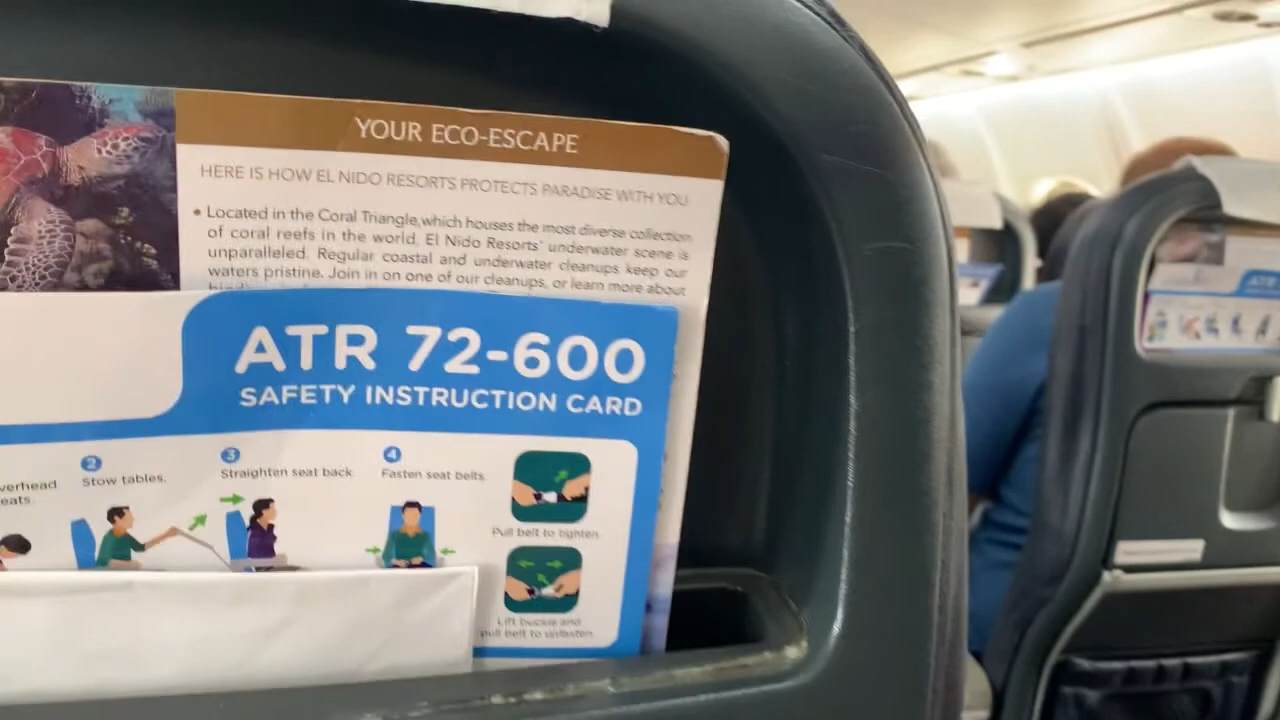 YOUR ECO-ESCAPE
HERE IS HOW EL NIDO RESORTS PROTECTS PARADISE WITH YOU
• Located in the Coral Triangle, which houses the most diverse collection
of coral reefs in the world, El Nido Resorts' underwater scene is
unparalleled. Regular coastal and underwater cleanups keep our
waters pristine. Join in on one of our cleanups, or learn more about
ATR 72-600
SAFETY INSTRUCTION CARD
verhead
eats.
2
Stow tables.
3
Straighten seat back
4
Fasten seat belts.
Pull belt to tighten
Lift buckle and
pull belt to unfasten.
ATR